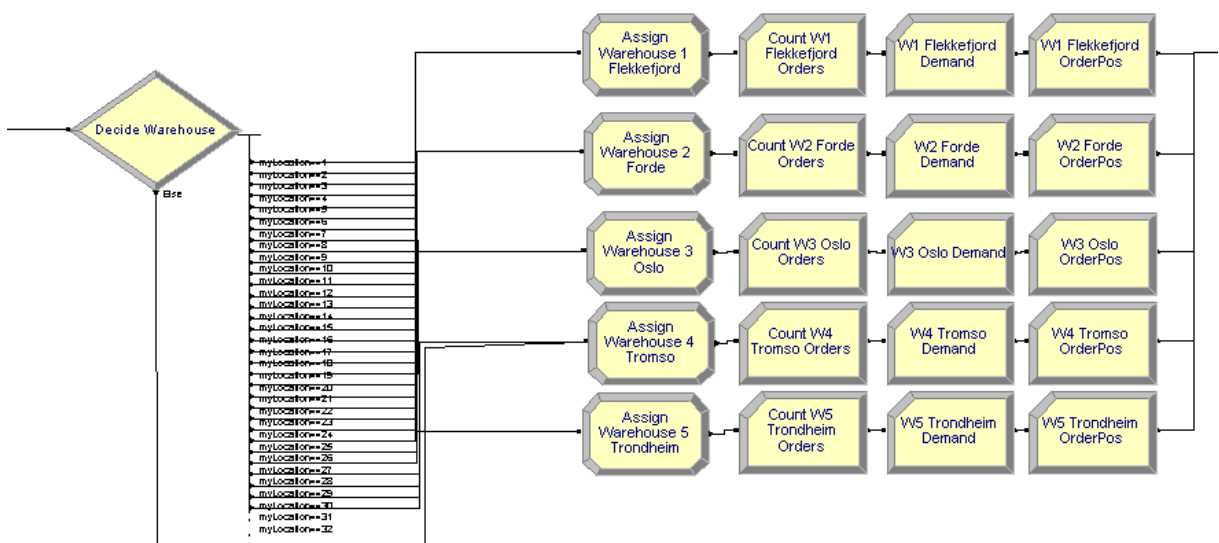 Decide Warehouse
Else
myLocation==1
myLocation==2
myLocation==3
myLocation==4
myLocation==5
myLocation==6
myLocation==7
myLocation==8
myLocation==9
myLocation==10
myLocation==11
myLocation==12
myLocation==13
myLocation==14
myLocation==15
myLocation==16
myLocation==17
myLocation==18
myLocation==19
myLocation==20
myLocation==21
myLocation==22
myLocation==23
myLocation==24
myLocation==25
myLocation==26
myLocation==27
myLocation==28
myLocation==29
myLocation==30
myLocation==31
myLocation==32
Assign
Warehouse 1
Flekkefjord
Count W1
Flekkefjord
Orders
W1 Flekkefjord
Demand
W1 Flekkefjord
OrderPos
Assign
Warehouse 2
Forde
Count W2 Forde
Orders
W2 Forde
Demand
W2 Forde
OrderPos
Assign
Warehouse 3
Oslo
Count W3 Oslo
Orders
W3 Oslo Demand
W3 Oslo
OrderPos
Assign
Warehouse 4
Tromso
Count W4
Tromso Orders
W4 Tromso
Demand
W4 Tromso
OrderPos
Assign
Warehouse 5
Trondheim
Count W5
Trondheim
Orders
W5 Trondheim
Demand
W5 Trondheim
OrderPos